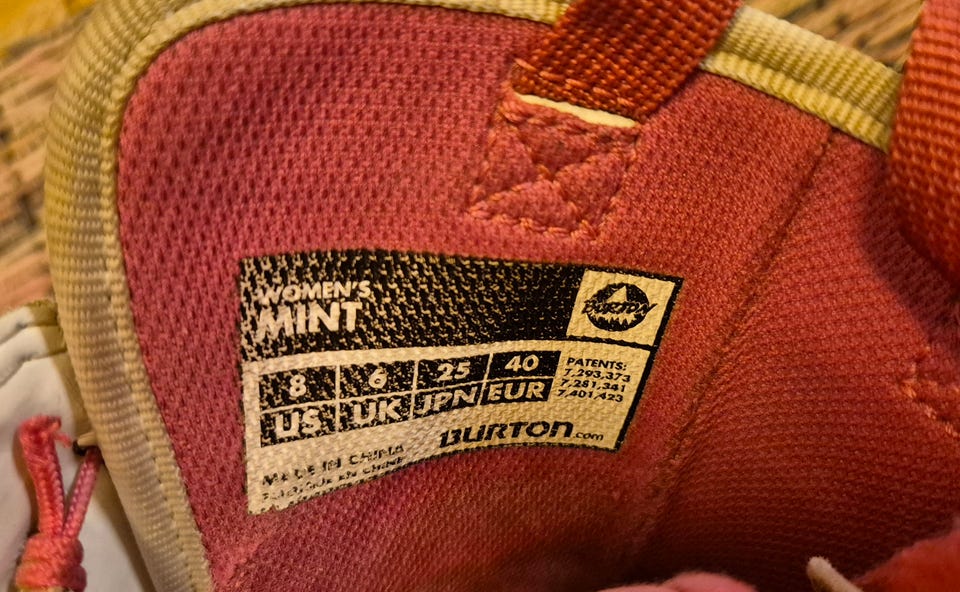 WOMEN'S
MINT
BURTON
8 6 25 40
US UK JPN EUR
PATENTS:
7,293,373
7,281,341
7,401,423
BURTON.com
MADE IN CHINA